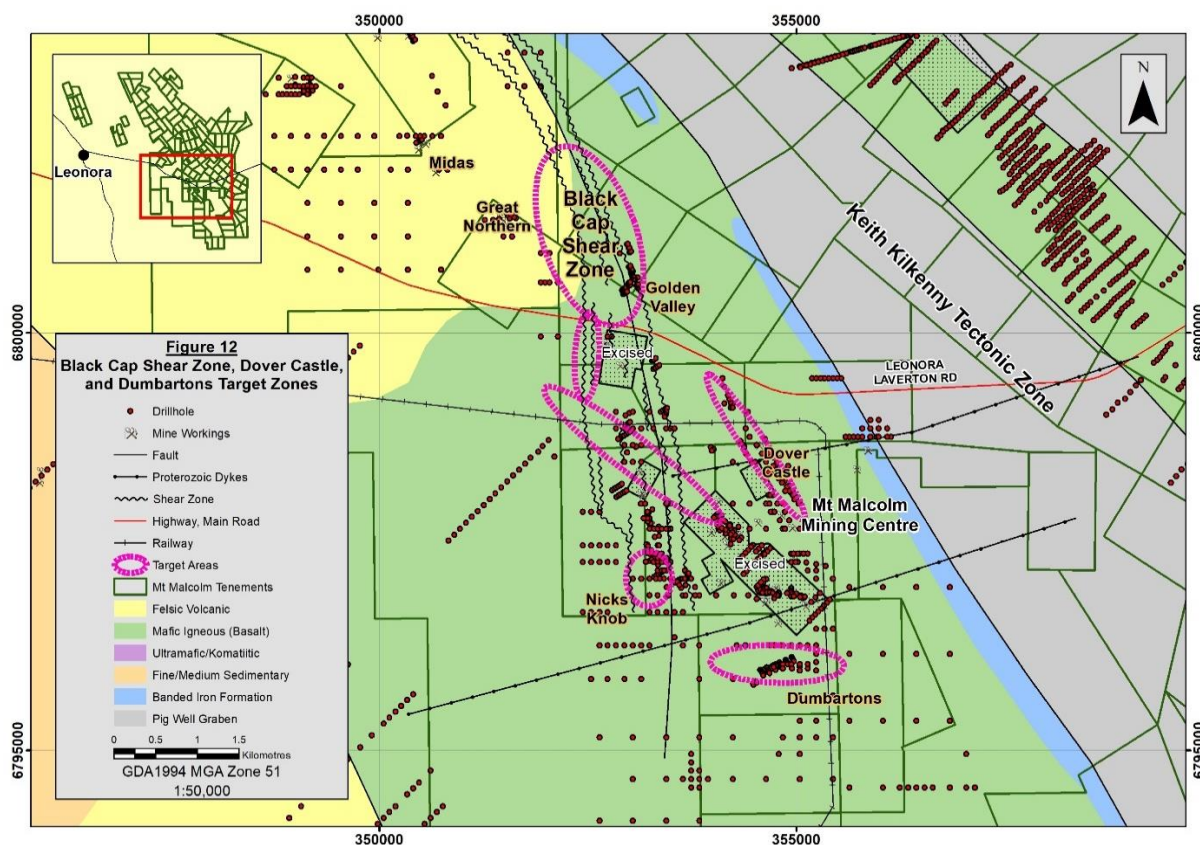 350000
355000
Leonora
N
Midas
Great
Northern
Black
Cap
Shear
Zone
Golden
Valley
Keith Kilkenny Tectonic Zone
6800000
6800000
Excised
LEONORA
LAVERTON RD
Dover
Castle
Mt Malcolm
Mining Centre
Excised
Nicks
Knob
Dumbartons
6795000
6795000
Figure 12
Black Cap Shear Zone, Dover Castle,
and Dumbartons Target Zones
Drillhole
Mine Workings
Fault
Proterozoic Dykes
Shear Zone
Highway, Main Road
Railway
Target Areas
Mt Malcolm Tenements
Felsic Volcanic
Mafic Igneous (Basalt)
Ultramafic/Komatiitic
Fine/Medium Sedimentary
Banded Iron Formation
Pig Well Graben
0 0.5 1 1.5
Kilometres
GDA1994 MGA Zone 51
1:50,000
350000
355000